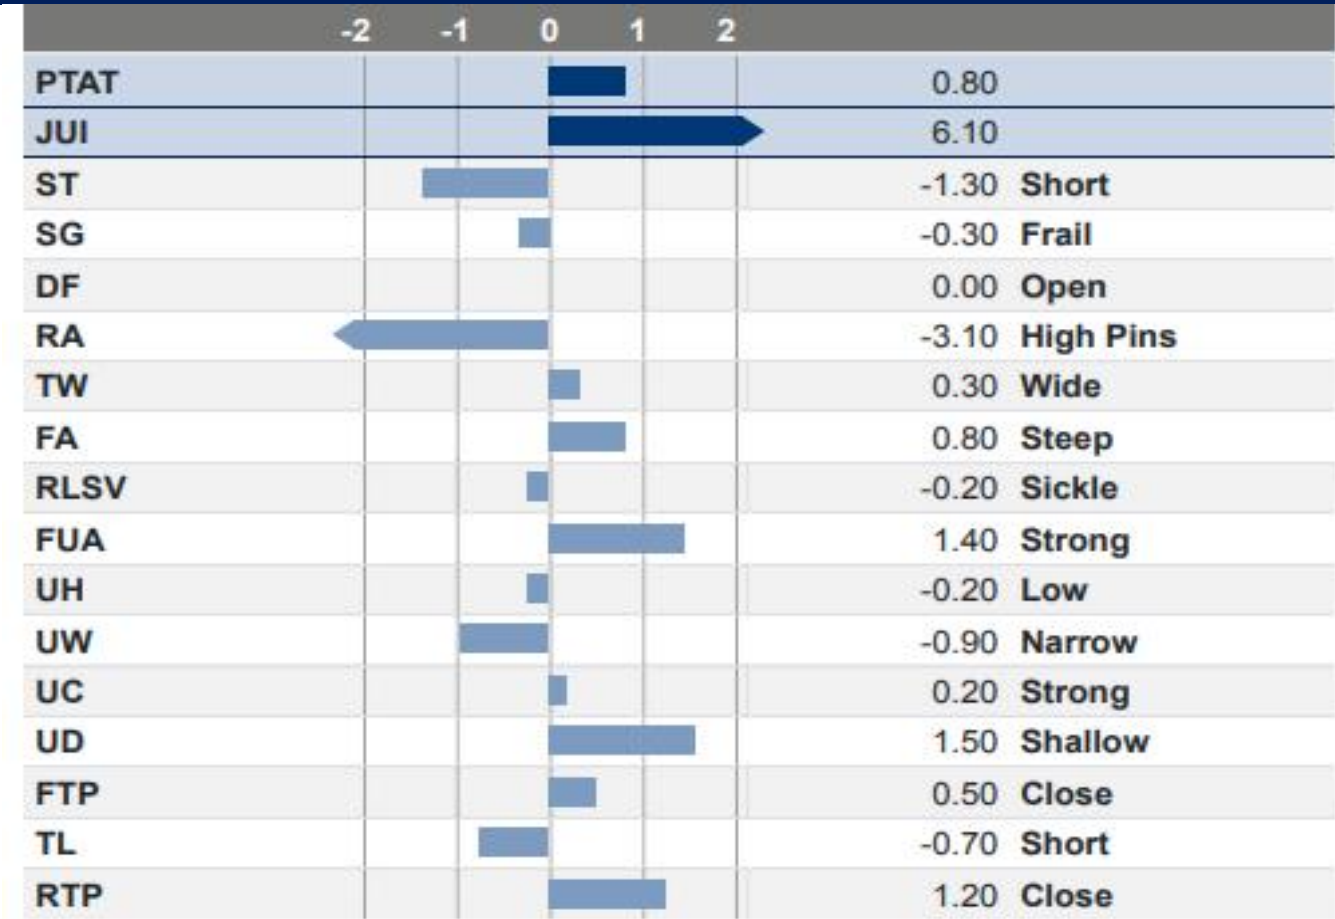 -2 -1 0 1 2
PTAT 0.80
JUI 6.10
ST -1.30 Short
SG -0.30 Frail
DF 0.00 Open
RA -3.10 High Pins
TW 0.30 Wide
FA 0.80 Steep
RLSV -0.20 Sickle
FUA 1.40 Strong
UH -0.20 Low
UW -0.90 Narrow
UC 0.20 Strong
UD 1.50 Shallow
FTP 0.50 Close
TL -0.70 Short
RTP 1.20 Close